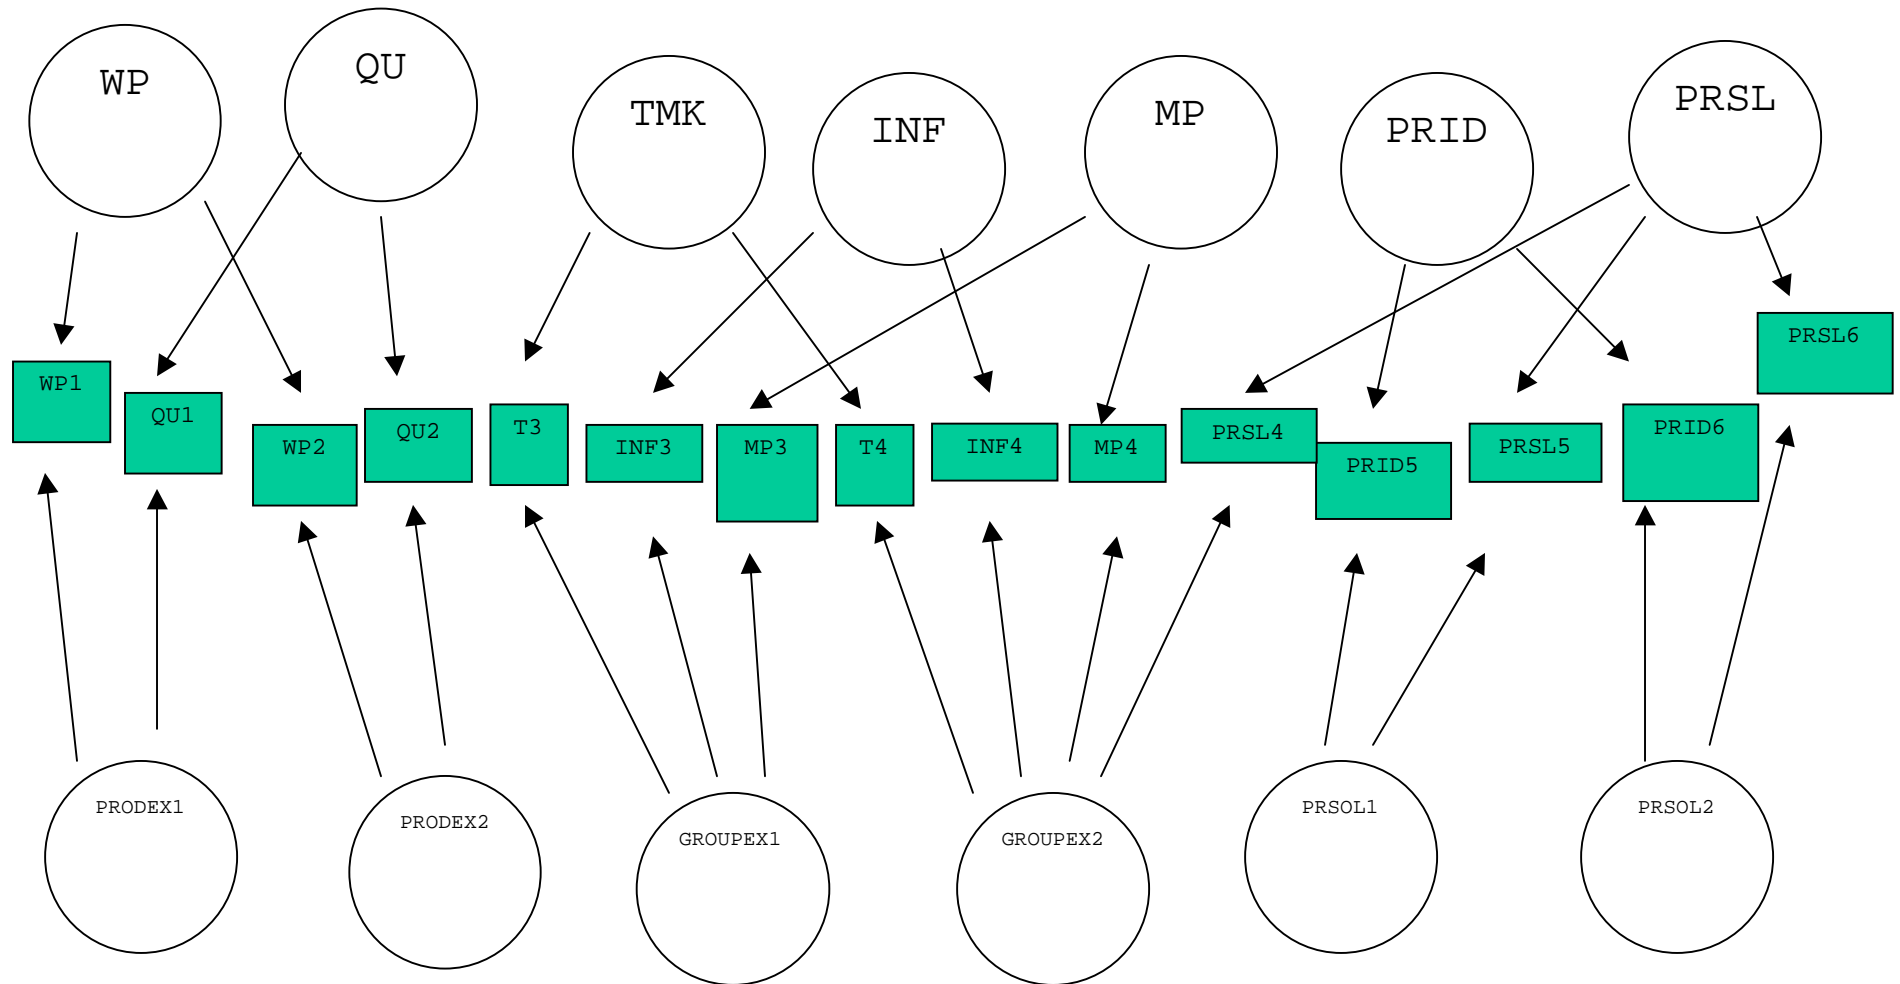 WP
QU
TMK
INF
MP
PRID
PRSL
WP1
QU1
WP2
QU2
T3
INF3
MP3
T4
INF4
MP4
PRSL4
PRID5
PRSL5
PRID6
PRSL6
PRODEX1
PRODEX2
GROUPEX1
GROUPEX2
PRSOL1
PRSOL2